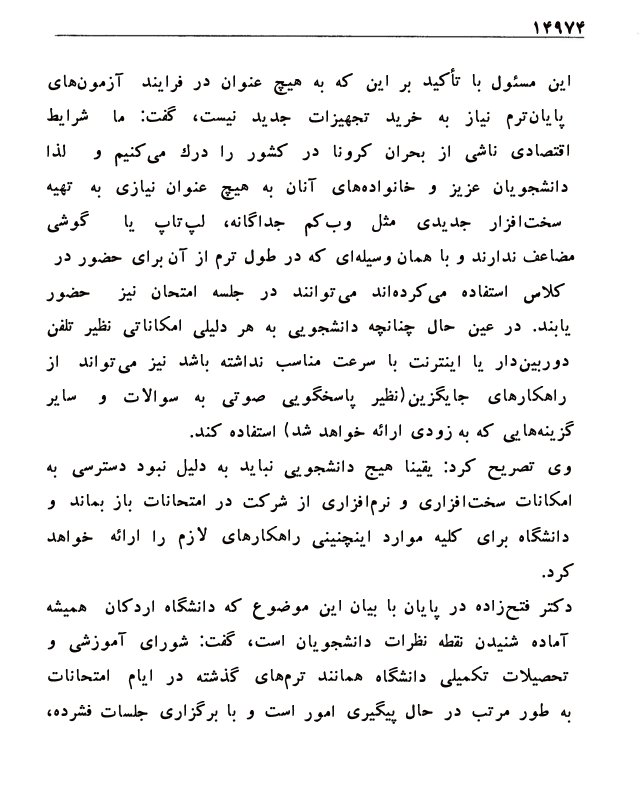 ۱۴۹۷۴
این مسئول با تأکید بر این که به هیچ عنوان در فرایند آزمون‌های
پایان‌ترم نیاز به خرید تجهیزات جدید نیست، گفت: ما شرایط
اقتصادی ناشی از بحران کرونا در کشور را درك می‌کنیم و لذا
دانشجویان عزیز و خانواده‌های آنان به هیچ عنوان نیازی به تهیه
سخت‌افزار جدیدی مثل وب‌کم جداگانه، لپ‌تاپ یا گوشی
مضاعف ندارند و با همان وسیله‌ای که در طول ترم از آن برای حضور در
کلاس استفاده می‌کرده‌اند می‌توانند در جلسه امتحان نیز حضور
یابند. در عین حال چنانچه دانشجویی به هر دلیلی امکاناتی نظیر تلفن
دوربین‌دار یا اینترنت با سرعت مناسب نداشته باشد نیز می‌تواند از
راهکارهای جایگزین(نظیر پاسخگویی صوتی به سوالات و سایر
گزینه‌هایی که به زودی ارائه خواهد شد) استفاده کند.
وی تصریح کرد: یقینا هیچ دانشجویی نباید به دلیل نبود دسترسی به
امکانات سخت‌افزاری و نرم‌افزاری از شرکت در امتحانات باز بماند و
دانشگاه برای کلیه موارد اینچنینی راهکارهای لازم را ارائه خواهد
کرد.
دکتر فتح‌زاده در پایان با بیان این موضوع که دانشگاه اردکان همیشه
آماده شنیدن نقطه نظرات دانشجویان است، گفت: شورای آموزشی و
تحصیلات تکمیلی دانشگاه همانند ترم‌های گذشته در ایام امتحانات
به طور مرتب در حال پیگیری امور است و با برگزاری جلسات فشرده،